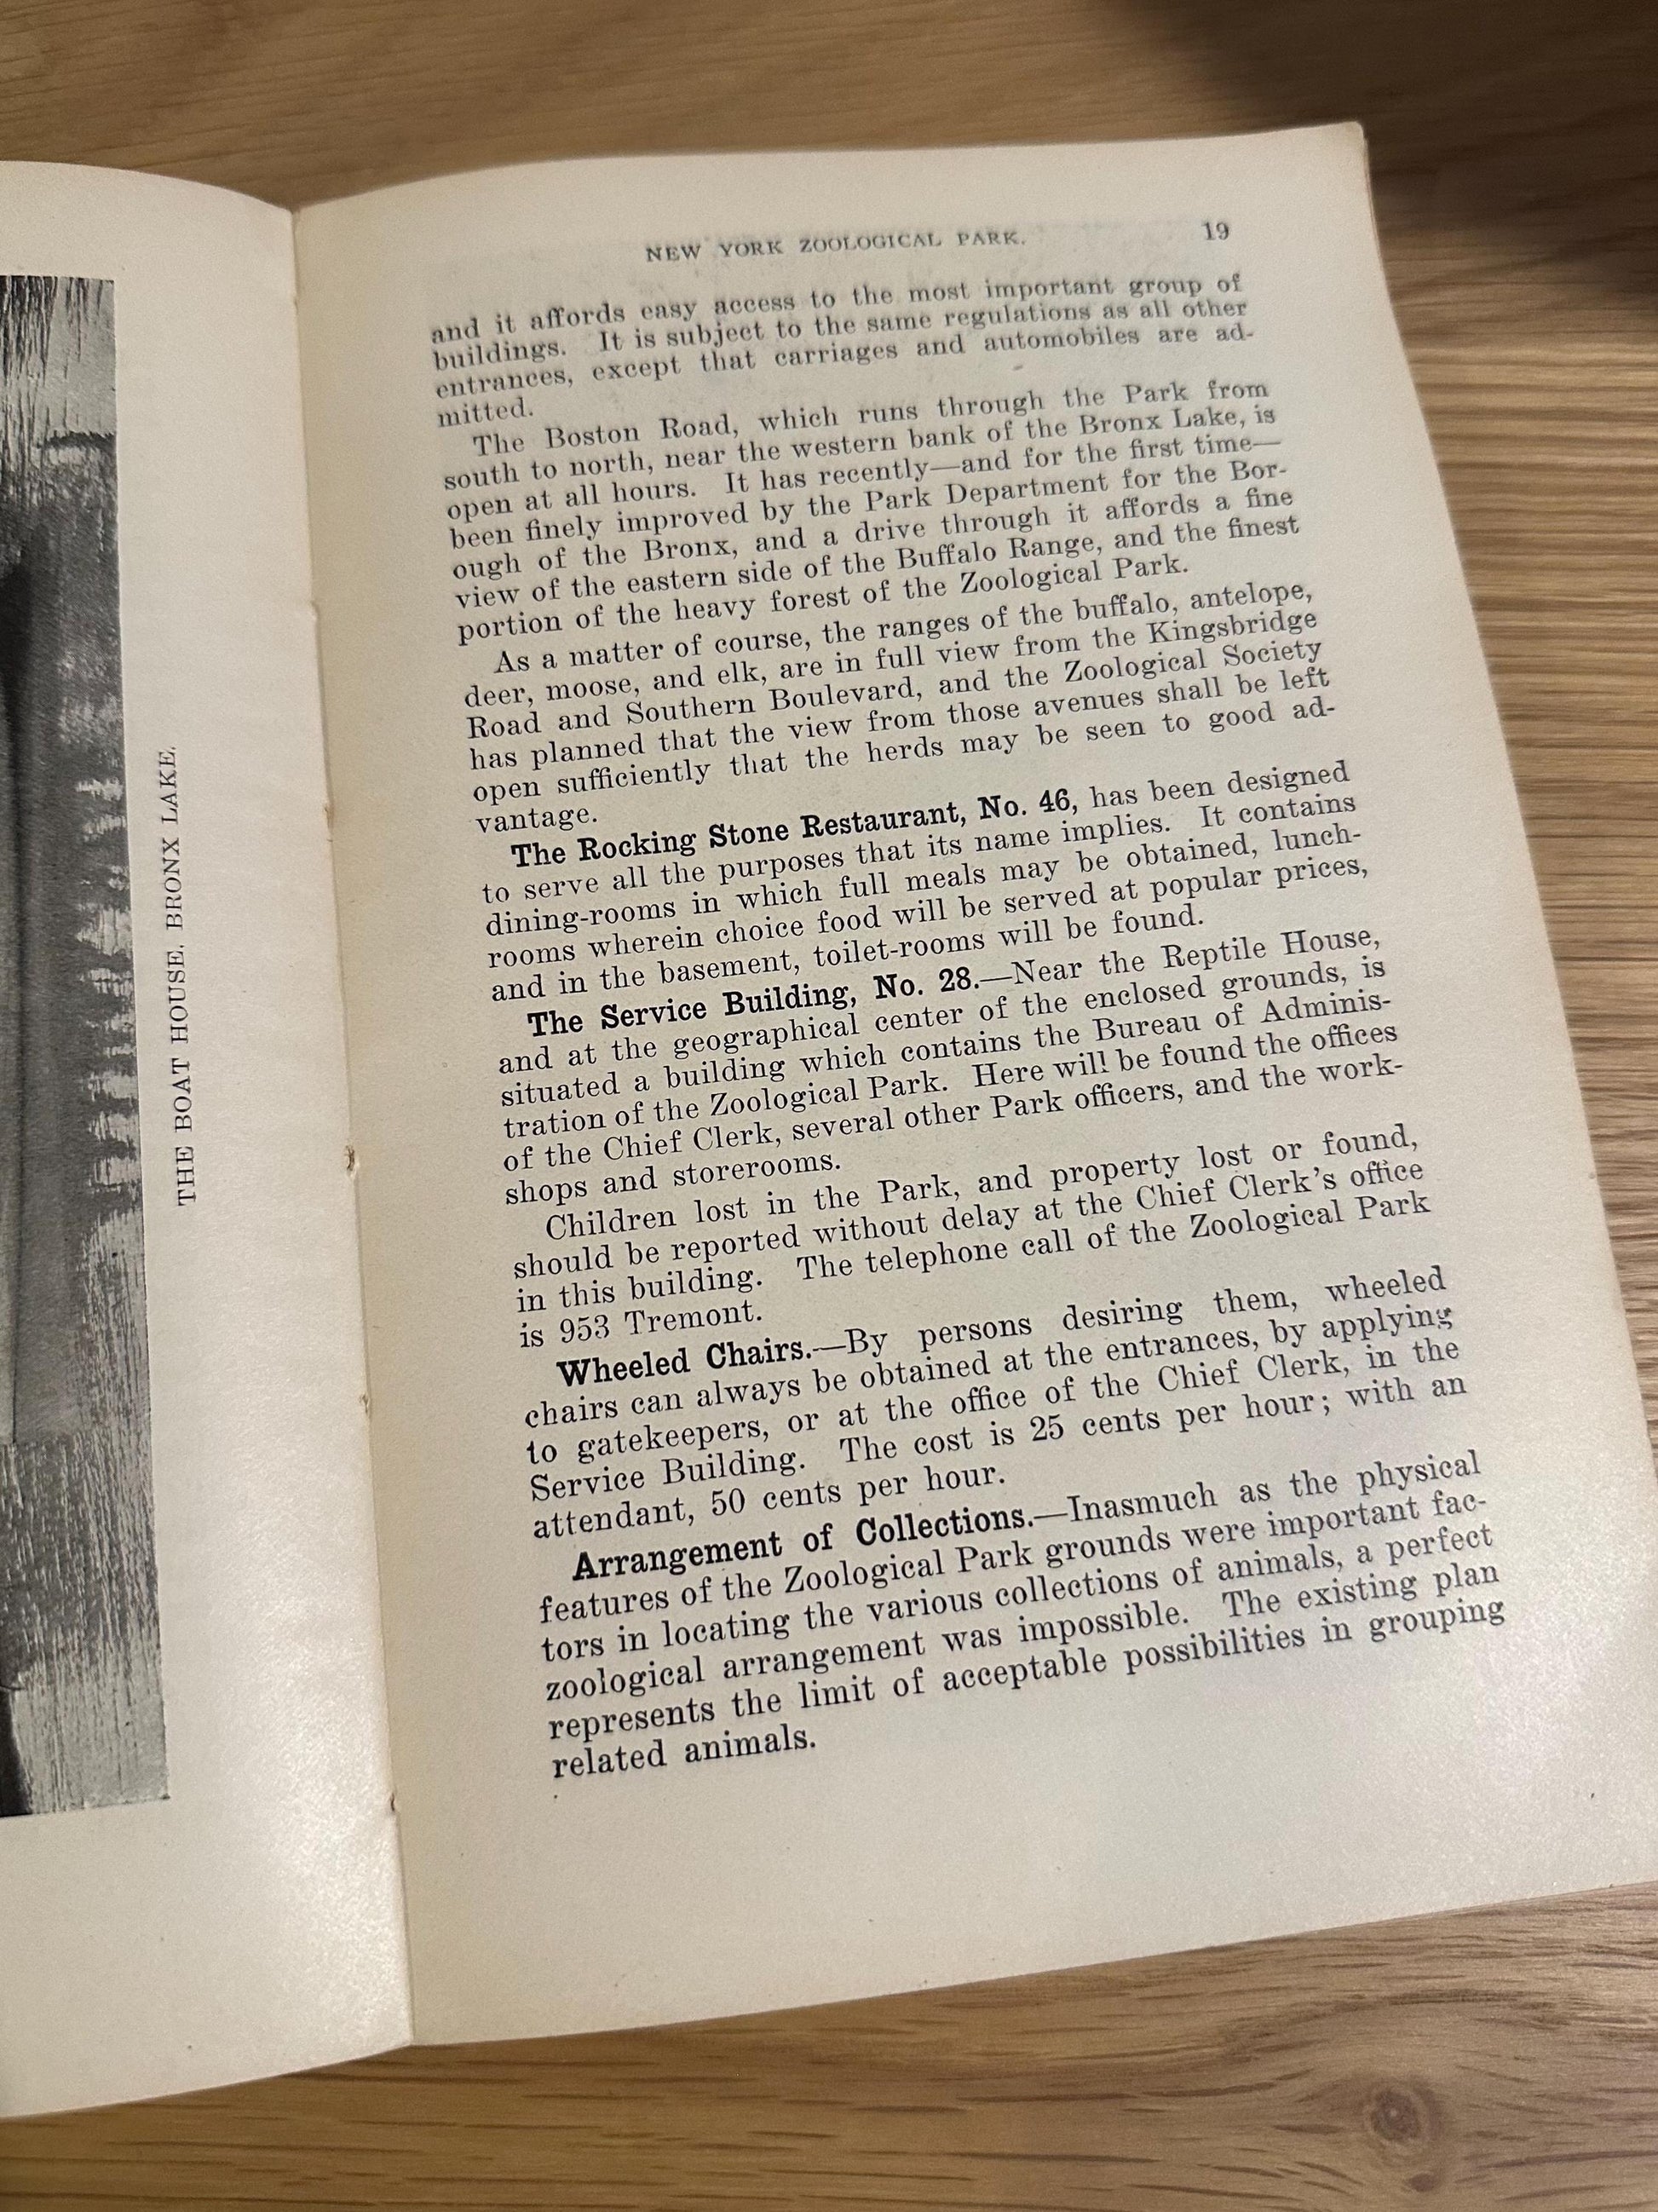 THE BOAT HOUSE. BRONX LAKE.
NEW YORK ZOOLOGICAL PARK. 19
and it affords easy access to the most important group of
buildings. It is subject to the same regulations as all other
entrances, except that carriages and automobiles are ad-
mitted.
The Boston Road, which runs through the Park from
south to north, near the western bank of the Bronx Lake, is
open at all hours. It has recently—and for the first time—
been finely improved by the Park Department for the Bor-
ough of the Bronx, and a drive through it affords a fine
view of the eastern side of the Buffalo Range, and the finest
portion of the heavy forest of the Zoological Park.
As a matter of course, the ranges of the buffalo, antelope,
deer, moose, and elk, are in full view from the Kingsbridge
Road and Southern Boulevard, and the Zoological Society
has planned that the view from those avenues shall be left
open sufficiently that the herds may be seen to good ad-
vantage.
The Rocking Stone Restaurant, No. 46, has been designed
to serve all the purposes that its name implies. It contains
dining-rooms in which full meals may be obtained, lunch-
rooms wherein choice food will be served at popular prices,
and in the basement, toilet-rooms will be found.
The Service Building, No. 28.—Near the Reptile House,
and at the geographical center of the enclosed grounds, is
situated a building which contains the Bureau of Adminis-
tration of the Zoological Park. Here will be found the offices
of the Chief Clerk, several other Park officers, and the work-
shops and storerooms.
Children lost in the Park, and property lost or found,
should be reported without delay at the Chief Clerk's office
in this building. The telephone call of the Zoological Park
is 953 Tremont.
Wheeled Chairs.—By persons desiring them, wheeled
chairs can always be obtained at the entrances, by applying
to gatekeepers, or at the office of the Chief Clerk, in the
Service Building. The cost is 25 cents per hour; with an
attendant, 50 cents per hour.
Arrangement of Collections.—Inasmuch as the physical
features of the Zoological Park grounds were important fac-
tors in locating the various collections of animals, a perfect
zoological arrangement was impossible. The existing plan
represents the limit of acceptable possibilities in grouping
related animals.